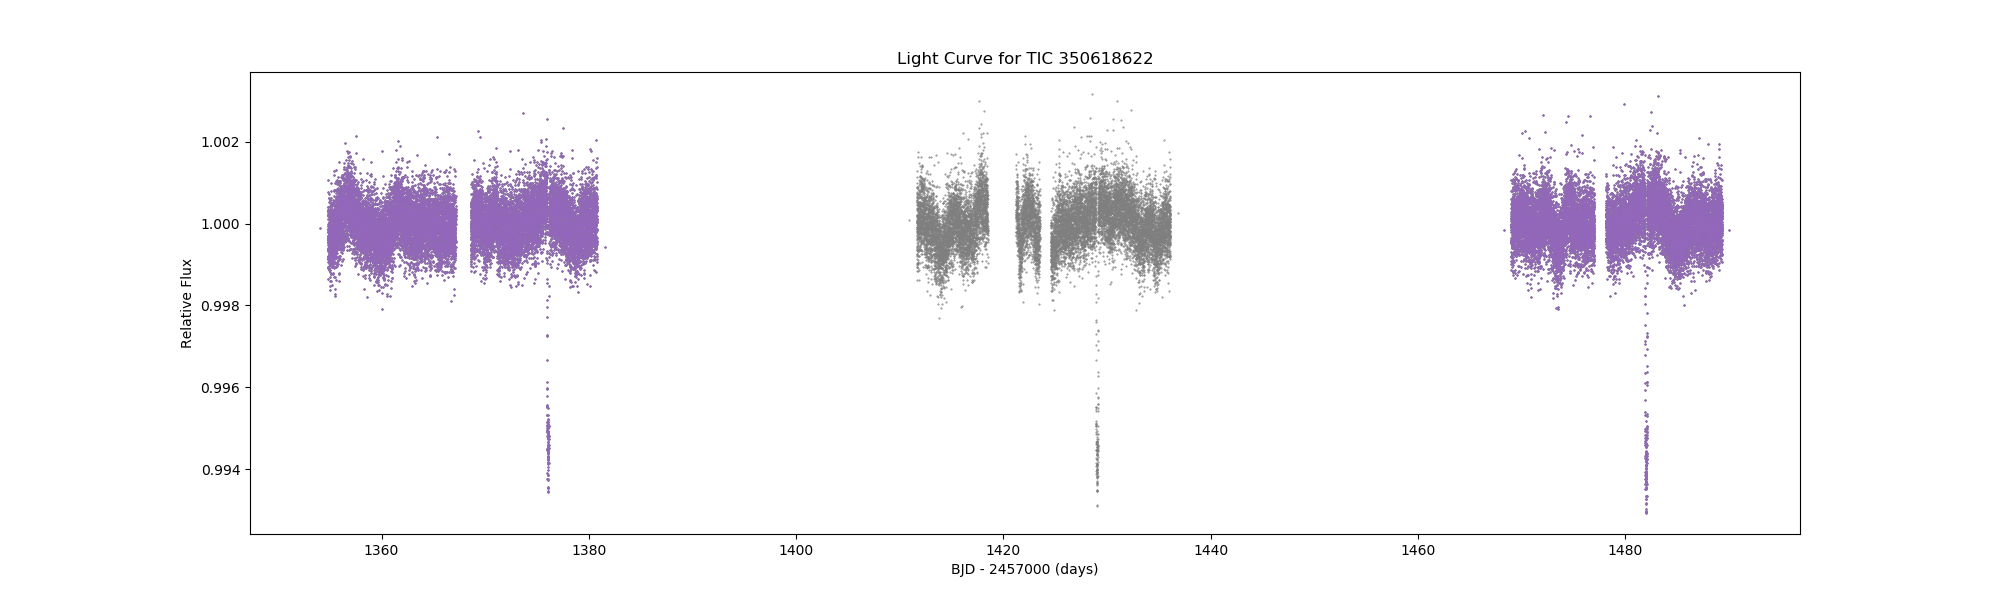 Light Curve for TIC 350618622
Relative Flux
1.002
1.000
0.998
0.996
0.994
1360 1380 1400 1420 1440 1460 1480
BJD - 2457000 (days)